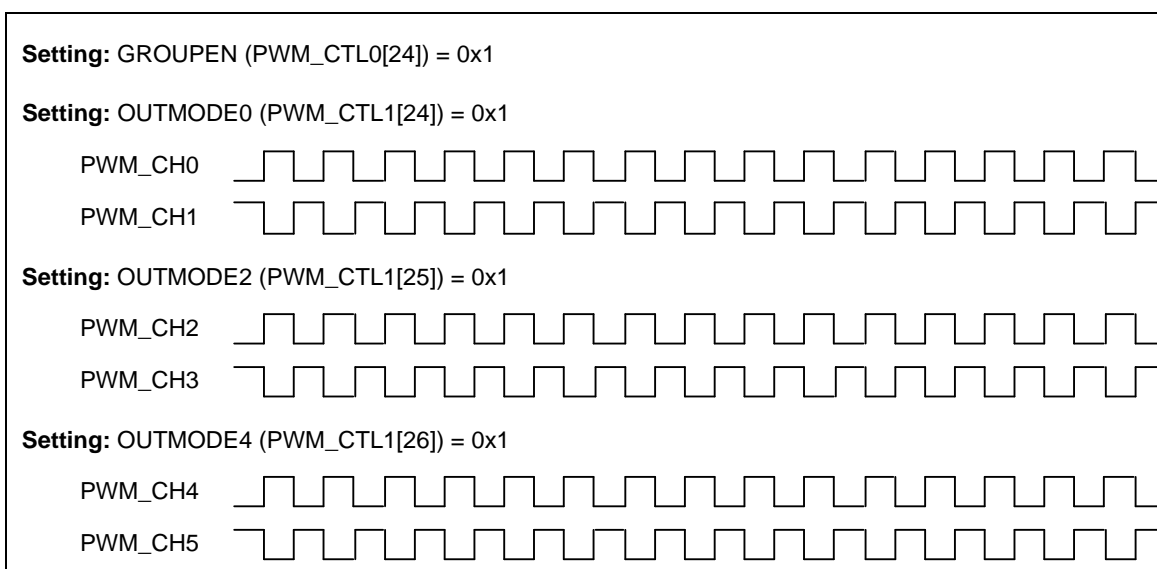 Setting: GROUPEN (PWM_CTL0[24]) = 0x1
Setting: OUTMODE0 (PWM_CTL1[24]) = 0x1
PWM_CH0
PWM_CH1
Setting: OUTMODE2 (PWM_CTL1[25]) = 0x1
PWM_CH2
PWM_CH3
Setting: OUTMODE4 (PWM_CTL1[26]) = 0x1
PWM_CH4
PWM_CH5